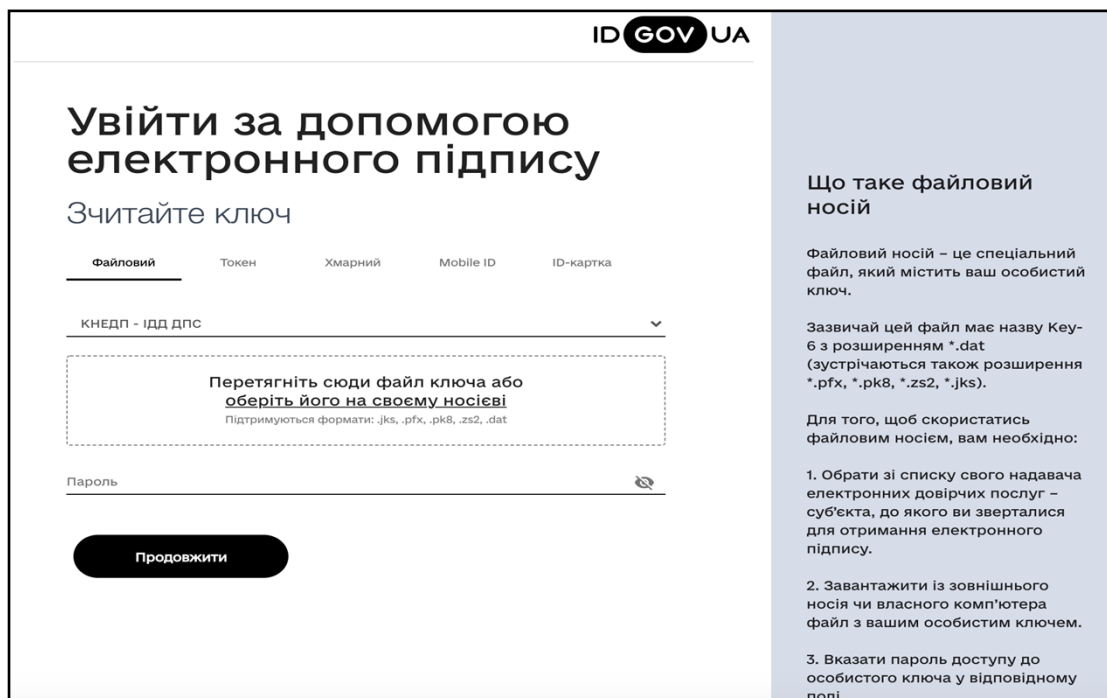 ID GOV UA
Увійти за допомогою
електронного підпису
Зчитайте ключ
Файловий Токен Хмарний Mobile ID ID-картка
КНЕДП - ІДД ДПС
Перетягніть сюди файл ключа або
оберіть його на своєму носієві
Підтримуються формати: .jks, .pfx, .pk8, .zs2, .dat
Пароль
Продовжити
Що таке файловий
носій
Файловий носій – це спеціальний
файл, який містить ваш особистий
ключ.
Зазвичай цей файл має назву Key-
6 з розширенням *.dat
(зустрічаються також розширення
*.pfx, *.pk8, *.zs2, *.jks).
Для того, щоб скористатись
файловим носієм, вам необхідно:
1. Обрати зі списку свого надавача
електронних довірчих послуг –
суб'єкта, до якого ви зверталися
для отримання електронного
підпису.
2. Завантажити із зовнішнього
носія чи власного комп'ютера
файл з вашим особистим ключем.
3. Вказати пароль доступу до
особистого ключа у відповідному
полі